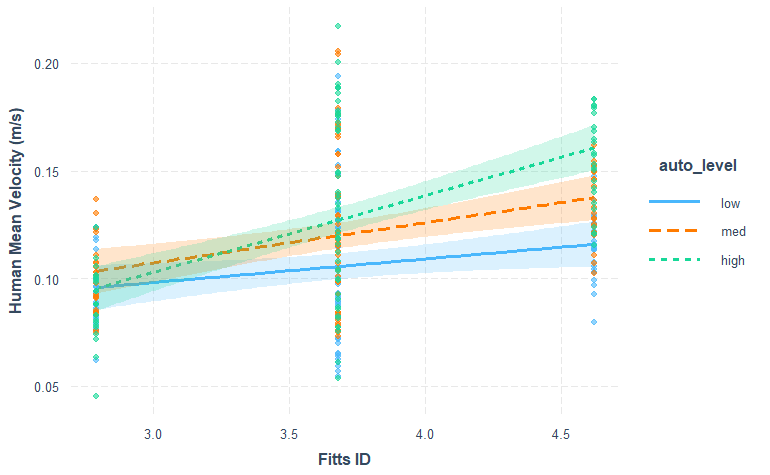 Human Mean Velocity (m/s)
0.20
0.15
0.10
0.05
3.0 3.5 4.0 4.5
Fitts ID
auto_level
low
med
high